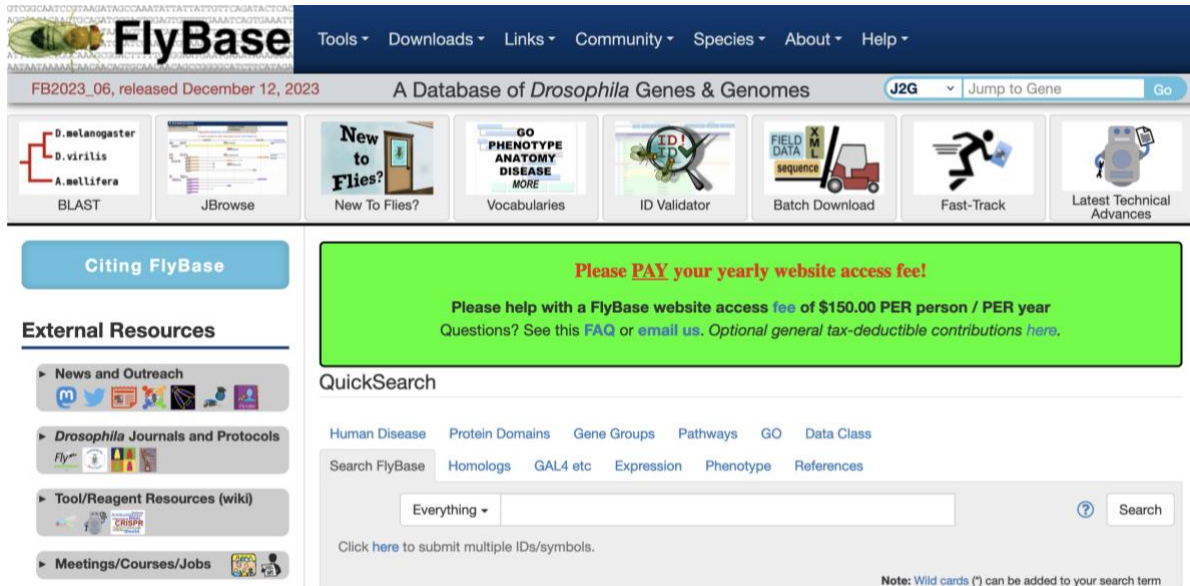 FlyBase
Tools Downloads Links Community Species About Help
FB2023_06, released December 12, 2023
A Database of Drosophila Genes & Genomes
J2G Jump to Gene Go
D.melanogaster
D.virilis
A.mellifera
BLAST
JBrowse
New
to
Flies?
New To Flies?
GO
PHENOTYPE
ANATOMY
DISEASE
MORE
Vocabularies
ID!
ID Validator
FIELD
DATA
XML
sequence
Batch Download
Fast-Track
Latest Technical
Advances
Citing FlyBase
External Resources
News and Outreach
Drosophila Journals and Protocols
Fly
Tool/Reagent Resources (wiki)
CRISPR
Meetings/Courses/Jobs
Please PAY your yearly website access fee!
Please help with a FlyBase website access fee of $150.00 PER person / PER year
Questions? See this FAQ or email us. Optional general tax-deductible contributions here.
QuickSearch
Human Disease Protein Domains Gene Groups Pathways GO Data Class
Search FlyBase Homologs GAL4 etc Expression Phenotype References
Everything
? Search
Click here to submit multiple IDs/symbols.
Note: Wild cards (*) can be added to your search term